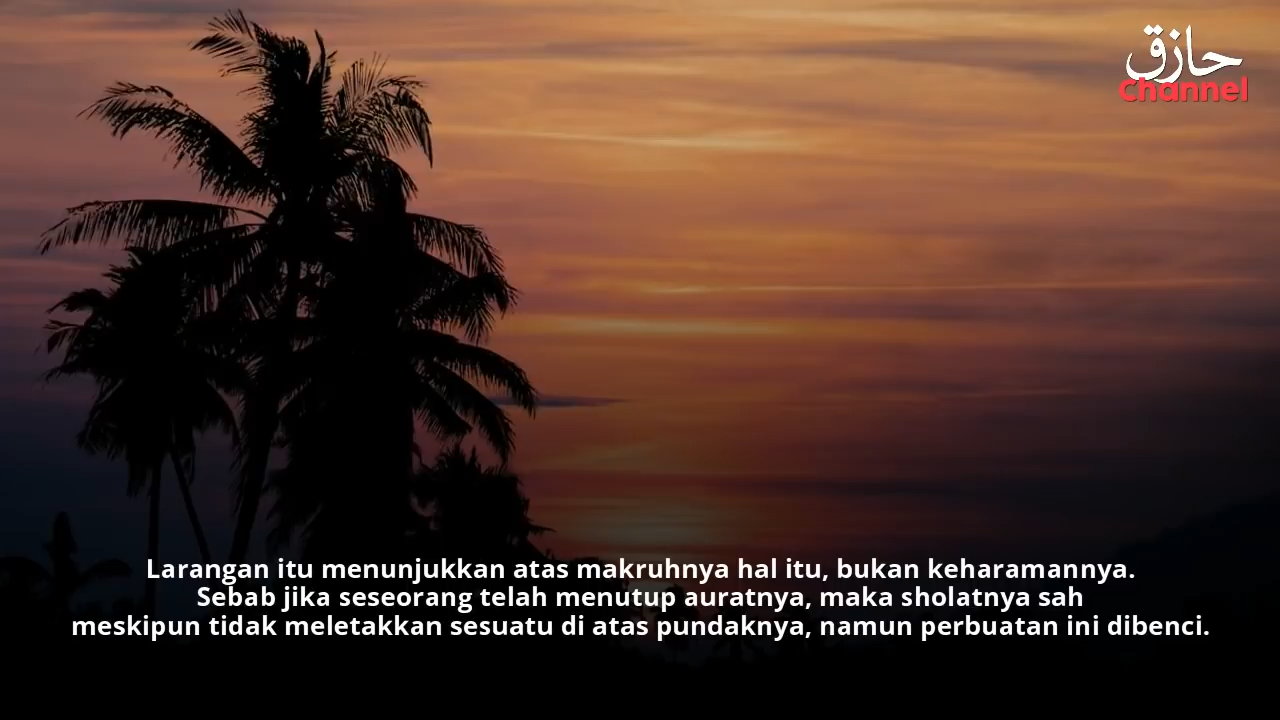 حازق
Channel
Larangan itu menunjukkan atas makruhnya hal itu, bukan keharamannya.
Sebab jika seseorang telah menutup auratnya, maka sholatnya sah
meskipun tidak meletakkan sesuatu di atas pundaknya, namun perbuatan ini dibenci.